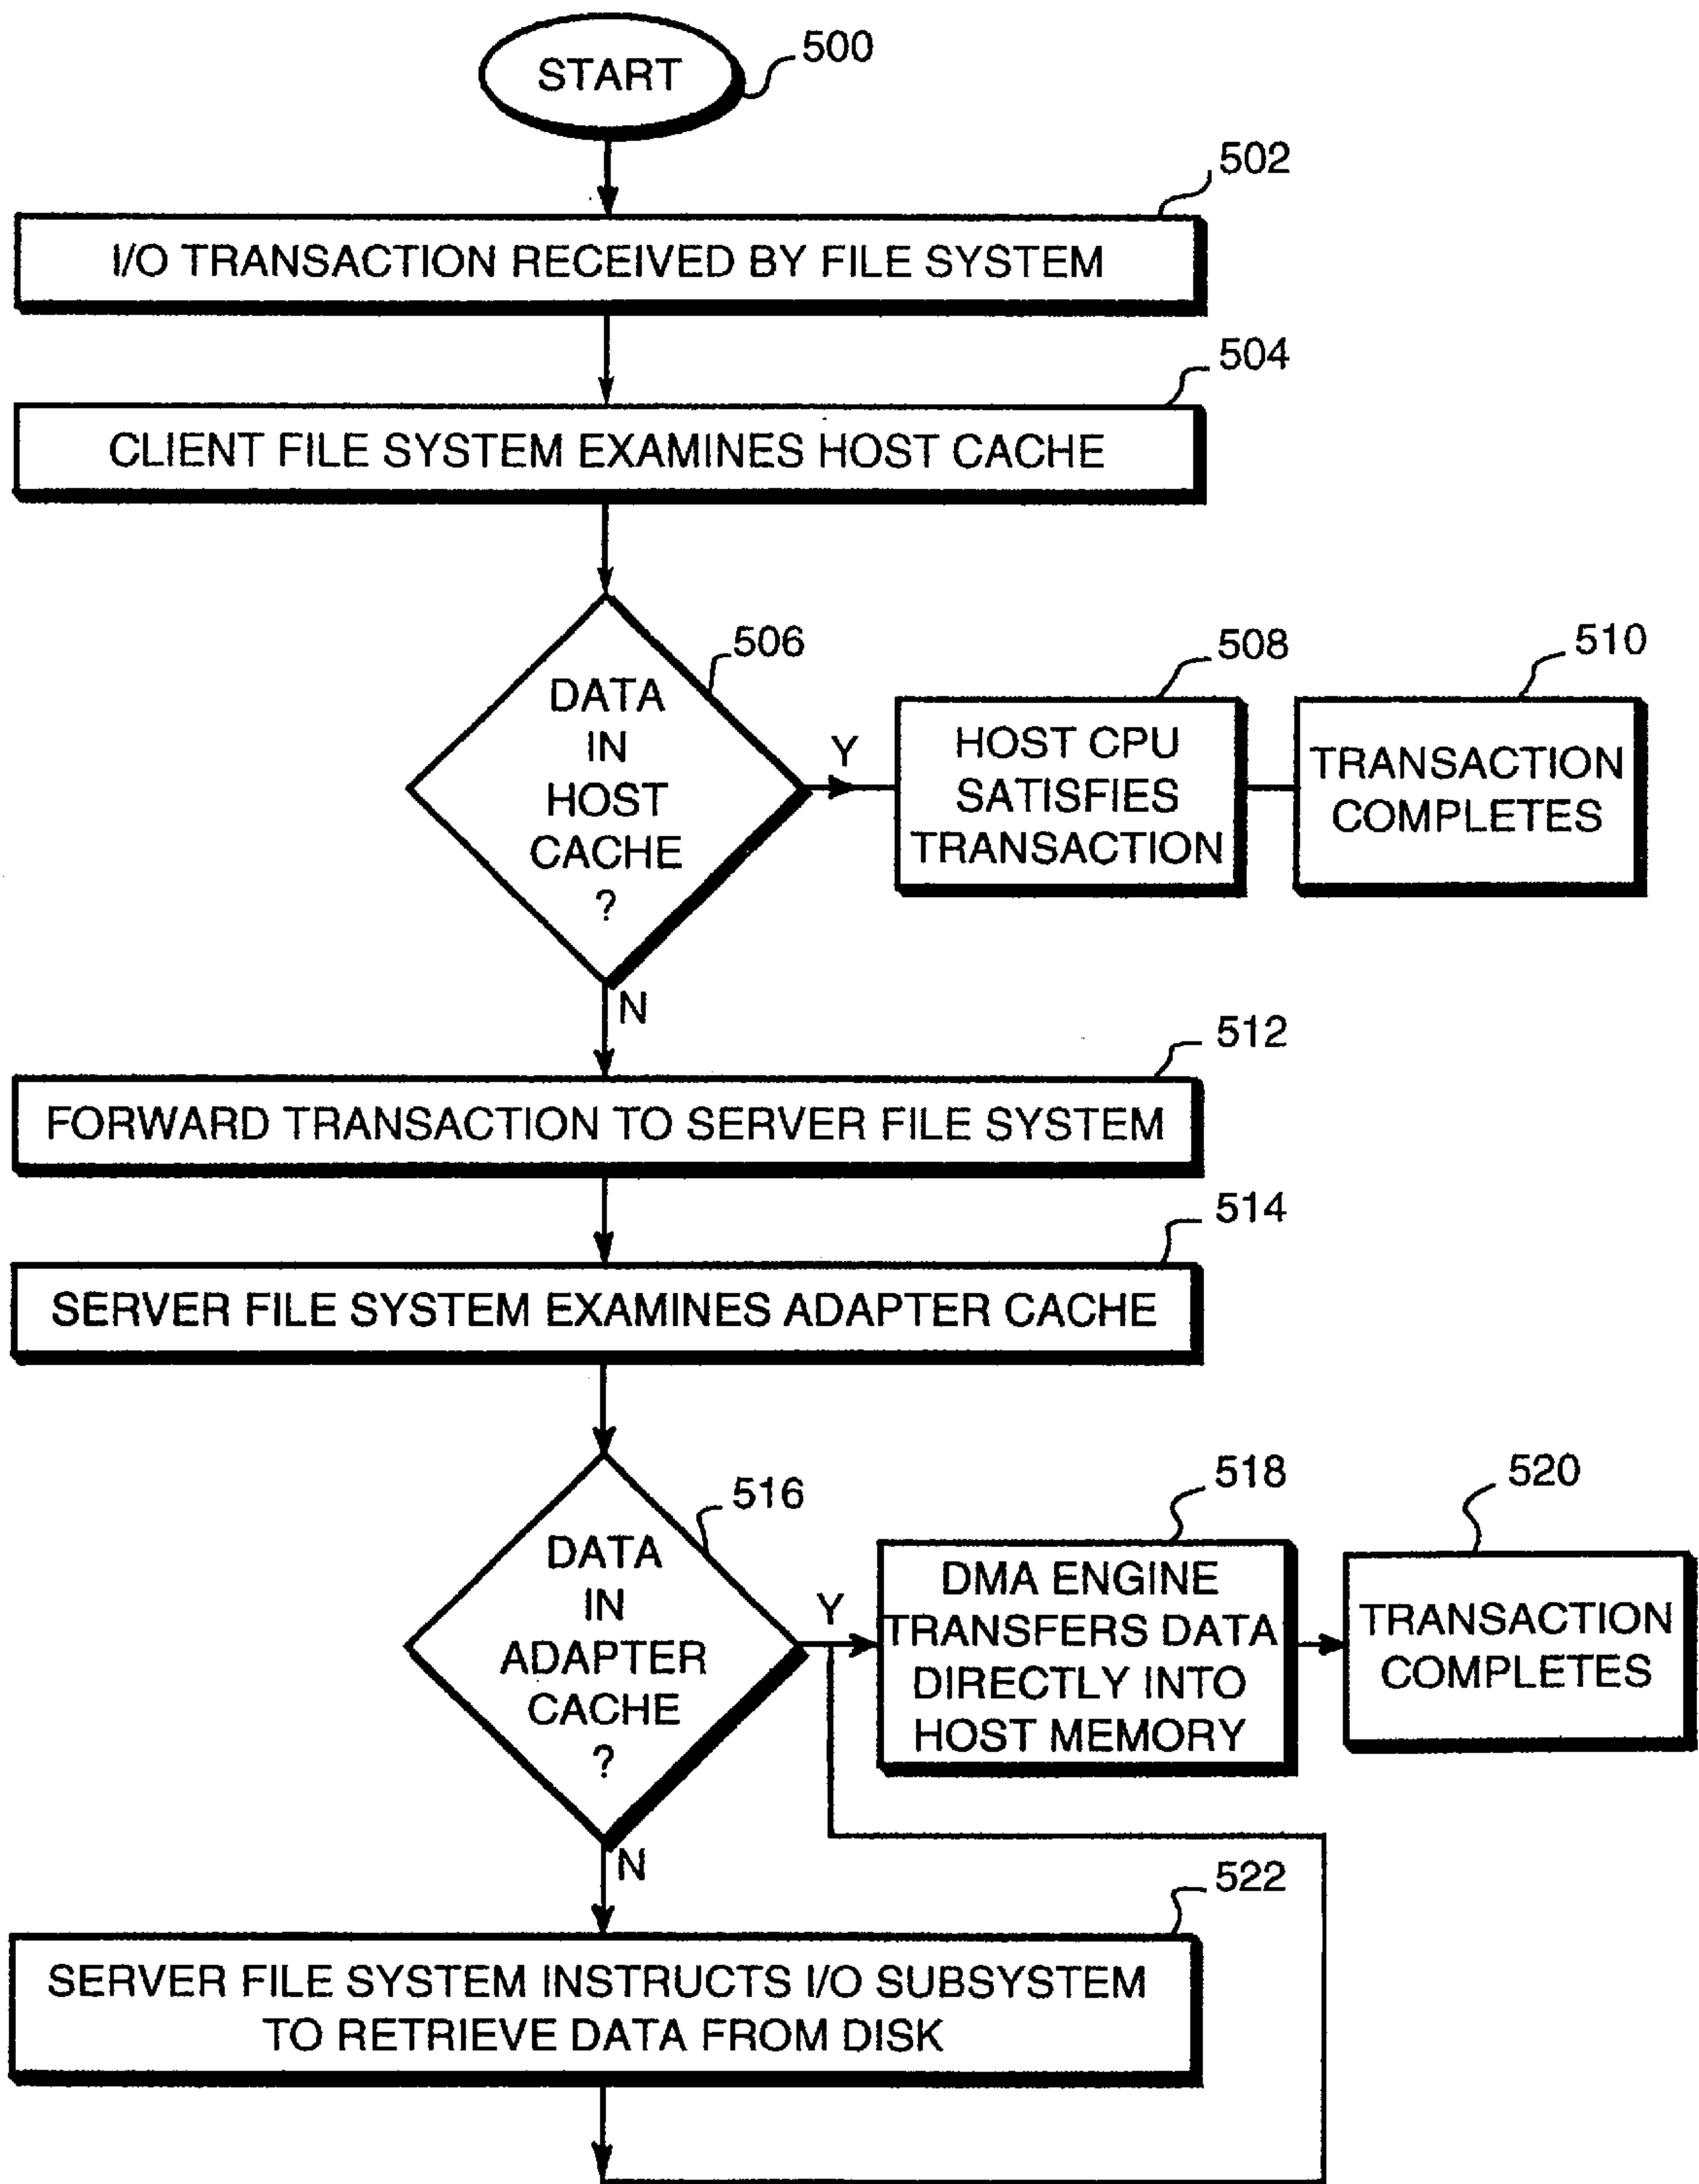 START
500
502
I/O TRANSACTION RECEIVED BY FILE SYSTEM
504
CLIENT FILE SYSTEM EXAMINES HOST CACHE
506
DATA
IN
HOST
CACHE
?
Y
508
HOST CPU
SATISFIES
TRANSACTION
510
TRANSACTION
COMPLETES
N
512
FORWARD TRANSACTION TO SERVER FILE SYSTEM
514
SERVER FILE SYSTEM EXAMINES ADAPTER CACHE
516
DATA
IN
ADAPTER
CACHE
?
Y
518
DMA ENGINE
TRANSFERS DATA
DIRECTLY INTO
HOST MEMORY
520
TRANSACTION
COMPLETES
N
522
SERVER FILE SYSTEM INSTRUCTS I/O SUBSYSTEM
TO RETRIEVE DATA FROM DISK